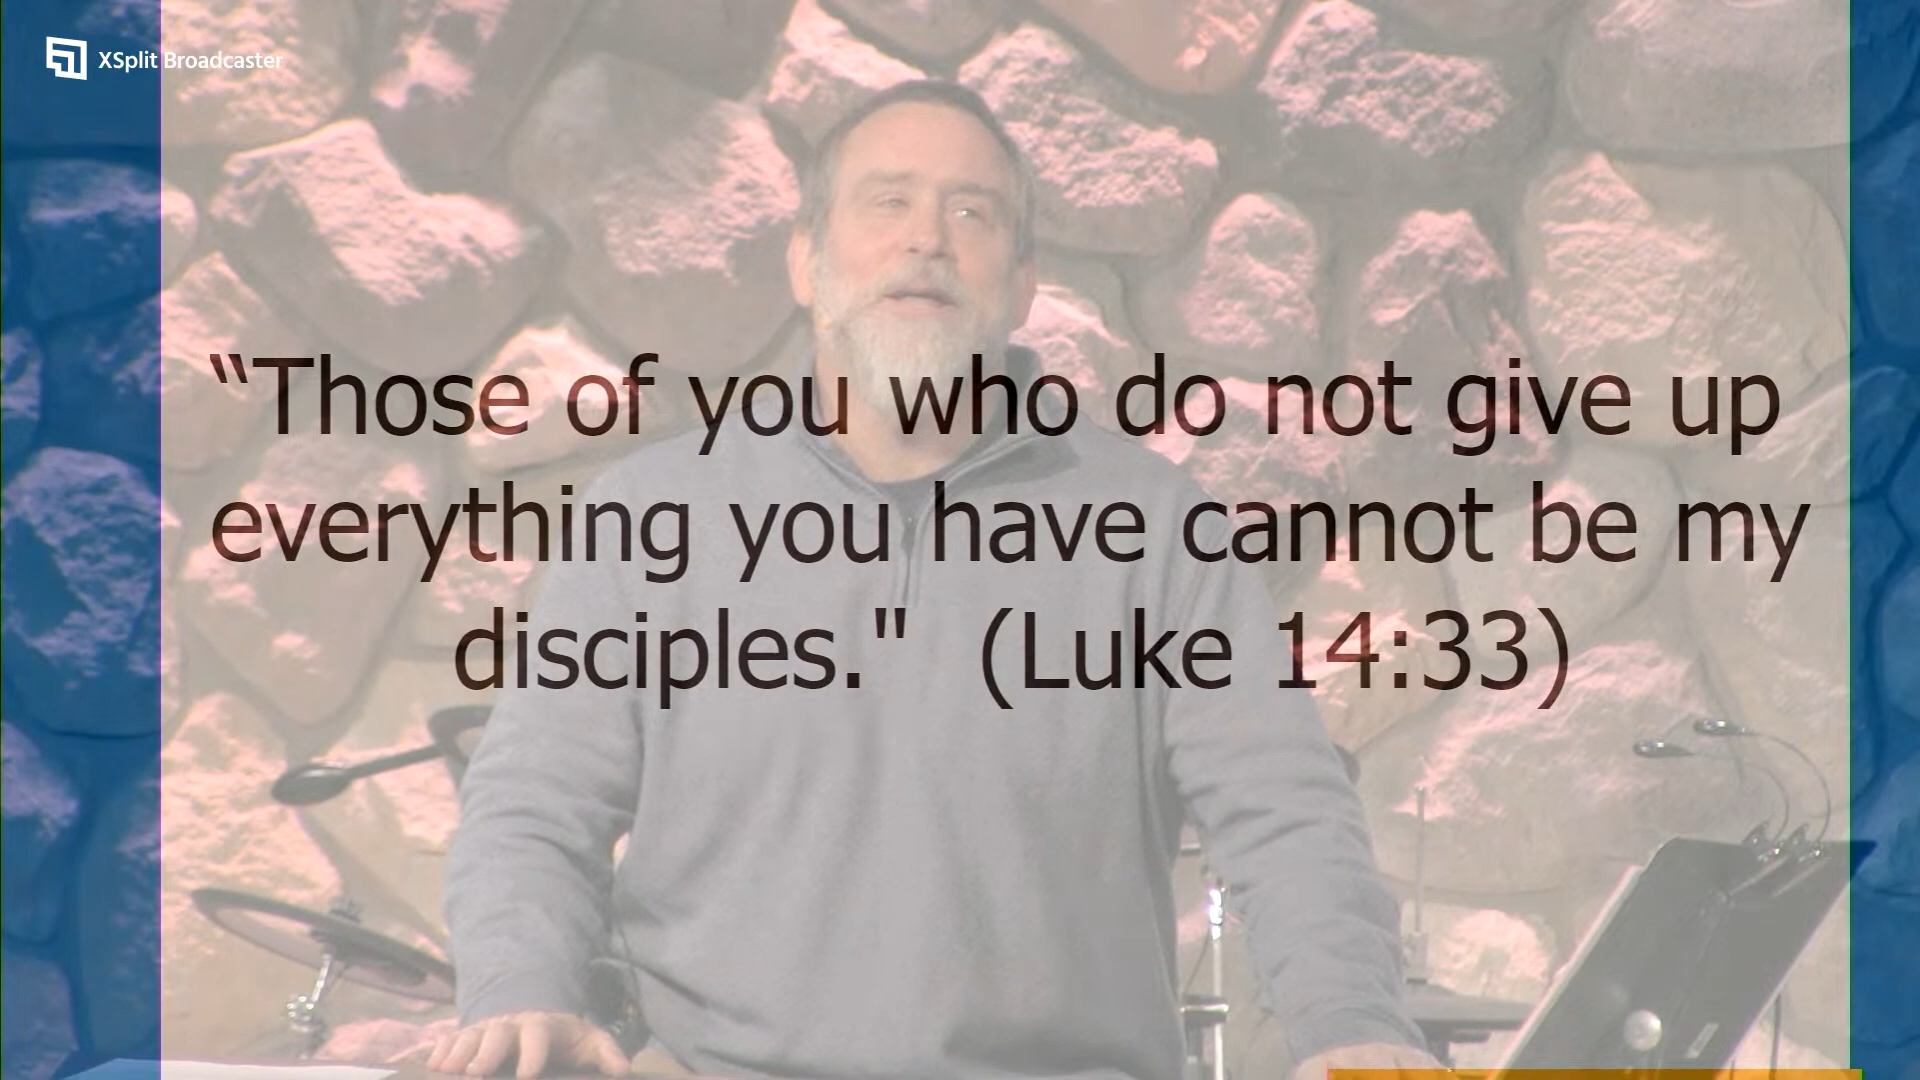 XSplit Broadcaster
“Those of you who do not give up
everything you have cannot be my
disciples." (Luke 14:33)